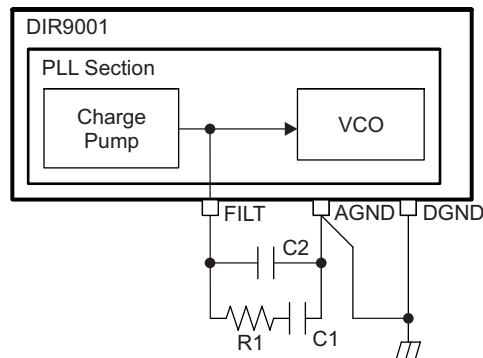 DIR9001
PLL Section
Charge
Pump
VCO
FILT
AGND
DGND
C2
R1
C1